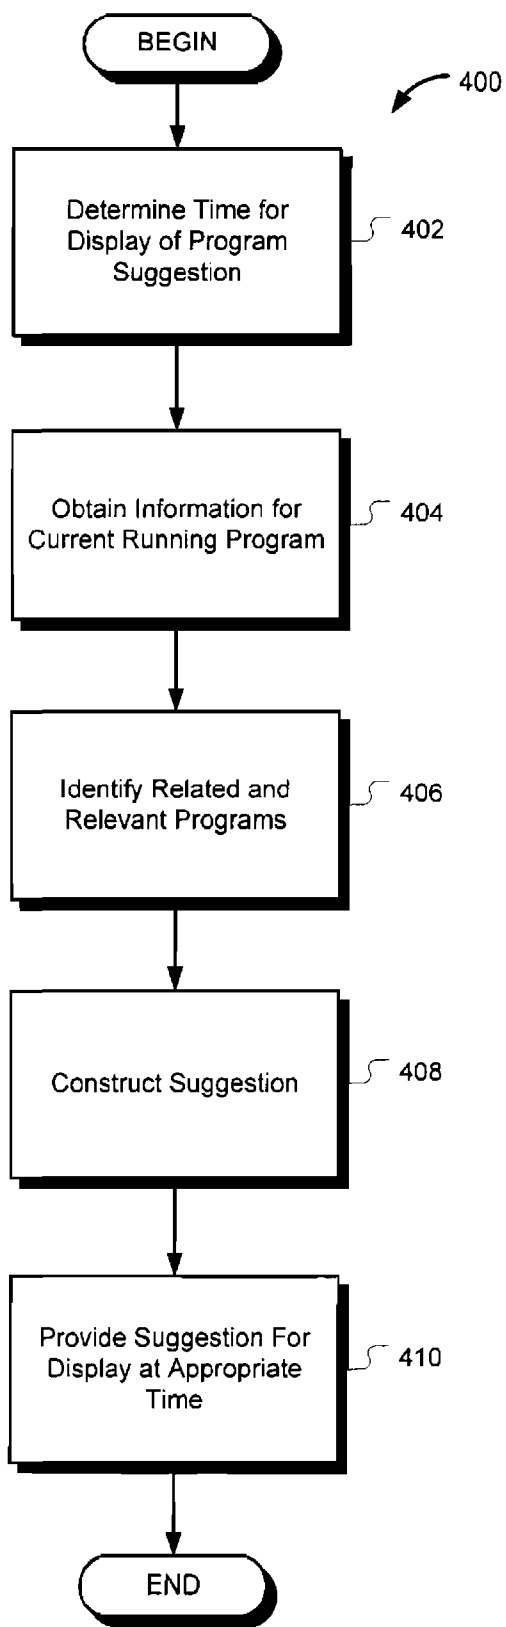 BEGIN
400
Determine Time for
Display of Program
Suggestion
402
Obtain Information for
Current Running Program
404
Identify Related and
Relevant Programs
406
Construct Suggestion
408
Provide Suggestion For
Display at Appropriate
Time
410
END